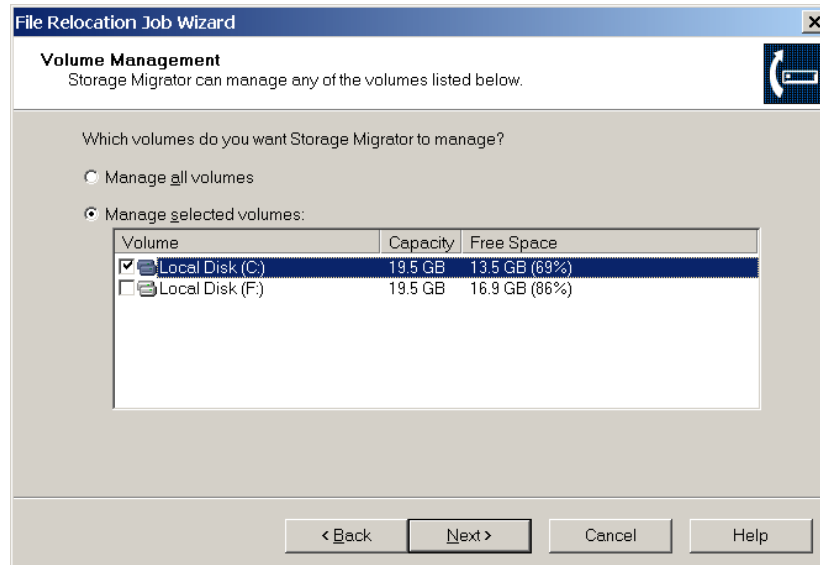 File Relocation Job Wizard
Volume Management
Storage Migrator can manage any of the volumes listed below.
Which volumes do you want Storage Migrator to manage?
Manage all volumes
Manage selected volumes:
Volume Capacity Free Space
Local Disk (C:) 19.5 GB 13.5 GB (69%)
Local Disk (F:) 19.5 GB 16.9 GB (86%)
< Back Next > Cancel Help